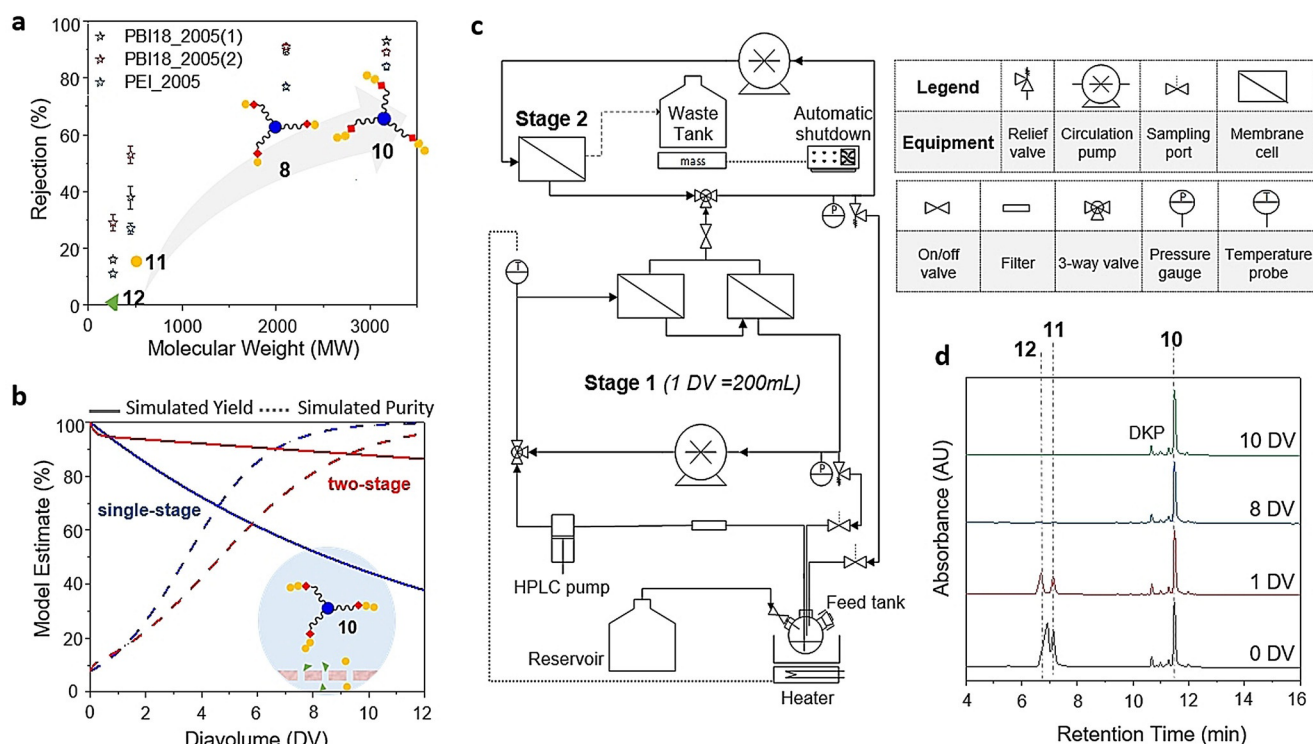 a
100
80
60
40
20
0
Rejection (%)
PBI18_2005(1)
PBI18_2005(2)
PEI_2005
8
10
11
12
0
1000
2000
3000
Molecular Weight (MW)
b
Simulated Yield
Simulated Purity
100
80
60
40
20
0
Model Estimate (%)
single-stage
two-stage
10
0
2
4
6
8
10
12
Diavolume (DV)
c
Stage 2
Waste
Tank
mass
Automatic
shutdown
P
T
Stage 1 (1 DV =200mL)
P
HPLC pump
Reservoir
Feed tank
Heater
Legend
Equipment
Relief
valve
Circulation
pump
Sampling
port
Membrane
cell
P
T
On/off
valve
Filter
3-way valve
Pressure
gauge
Temperature
probe
d
12
11
10
DKP
10 DV
8 DV
1 DV
0 DV
Absorbance (AU)
4
6
8
10
12
14
16
Retention Time (min)